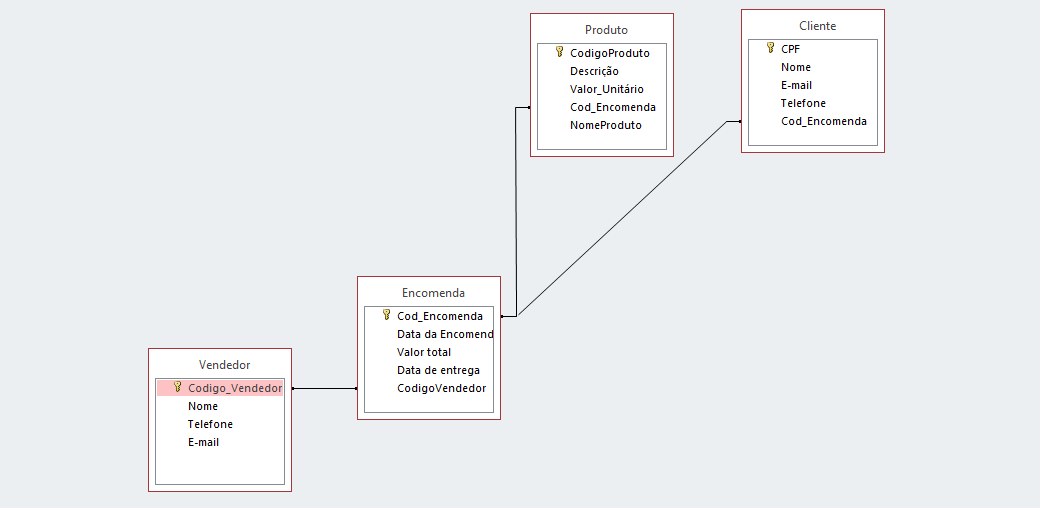 Produto
CodigoProduto
Descrição
Valor_Unitário
Cod_Encomenda
NomeProduto
Cliente
CPF
Nome
E-mail
Telefone
Cod_Encomenda
Encomenda
Cod_Encomenda
Data da Encomend
Valor total
Data de entrega
CodigoVendedor
Vendedor
Codigo_Vendedor
Nome
Telefone
E-mail